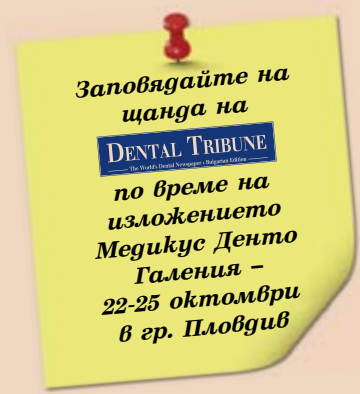 Заповядайте на
щанда на
DENTAL TRIBUNE
The World's Dental Newspaper · Bulgarian Edition
по време на
изложението
Медикус Денто
Галения –
22-25 октомври
в гр. Пловдив